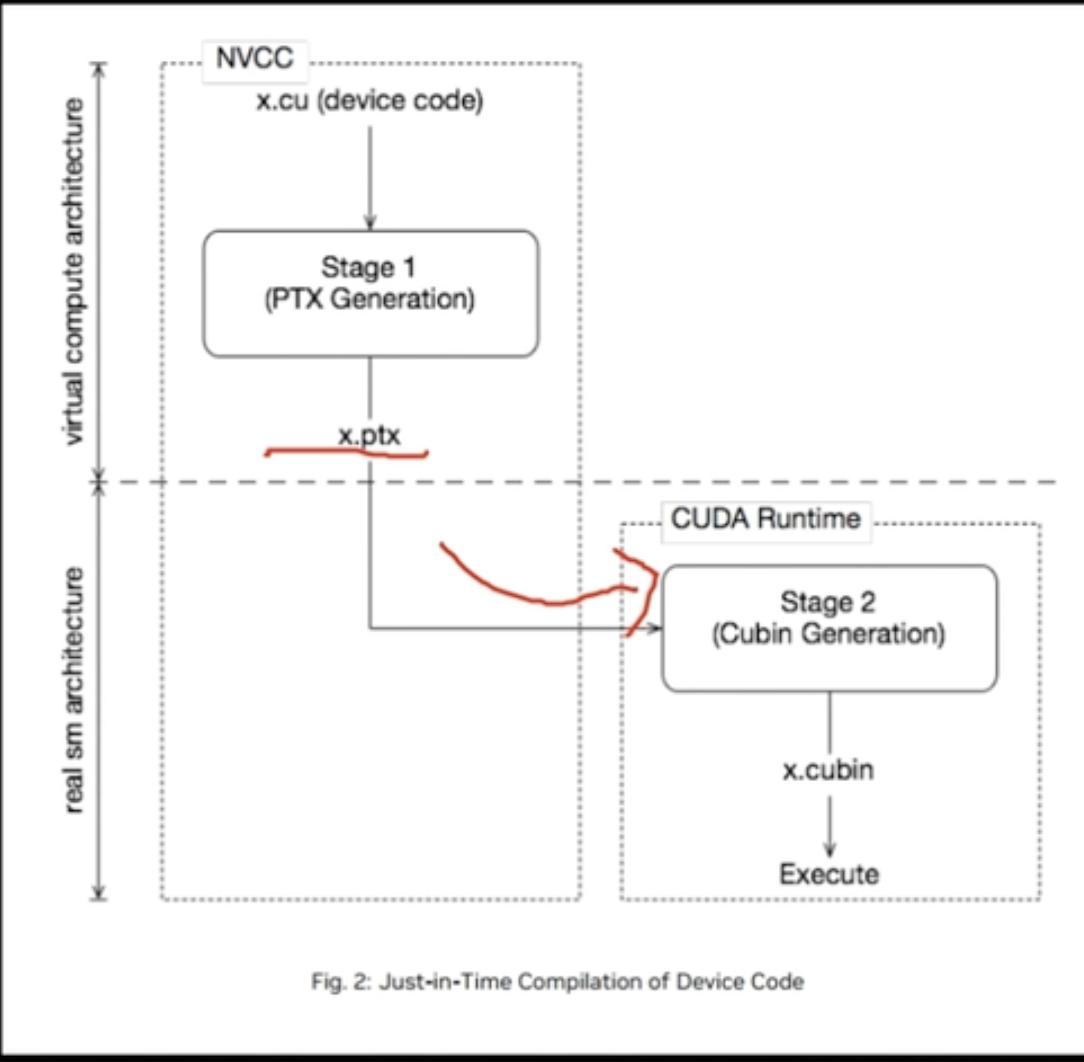 NVCC
x.cu (device code)
virtual compute architecture
Stage 1
(PTX Generation)
x.ptx
CUDA Runtime
real sm architecture
Stage 2
(Cubin Generation)
x.cubin
Execute
Fig. 2: Just-in-Time Compilation of Device Code